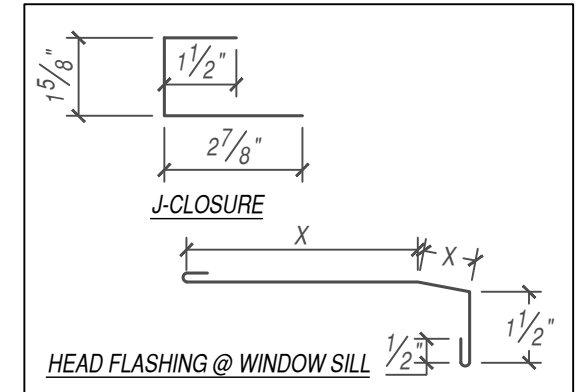 1 5/8"
1 1/2"
2 7/8"
J-CLOSURE
X
X
1 1/2"
1/2"
HEAD FLASHING @ WINDOW SILL